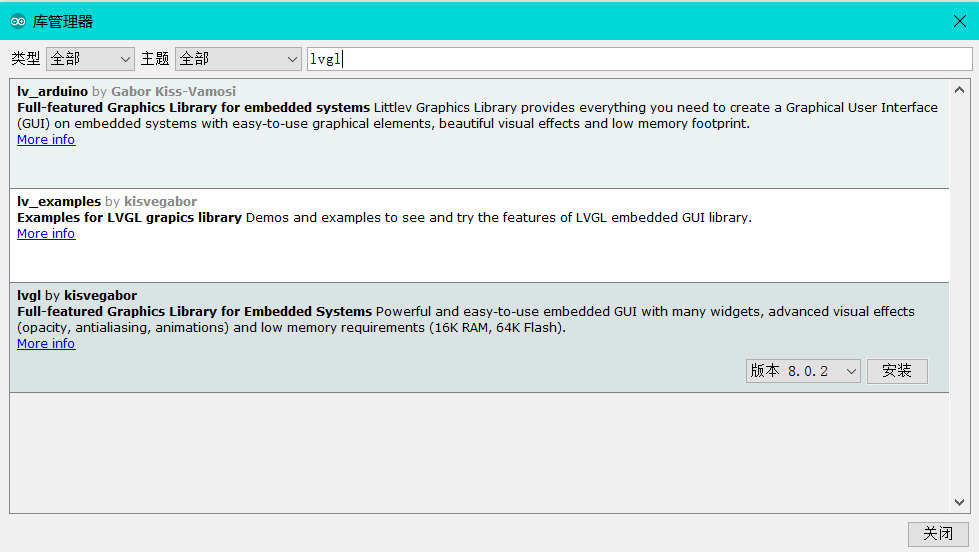 库管理器
类型 全部 主题 全部 lvgl
lv_arduino by Gabor Kiss-Vamosi
Full-featured Graphics Library for embedded systems Littlev Graphics Library provides everything you need to create a Graphical User Interface
(GUI) on embedded systems with easy-to-use graphical elements, beautiful visual effects and low memory footprint.
More info
lv_examples by kisvegabor
Examples for LVGL grapics library Demos and examples to see and try the features of LVGL embedded GUI library.
More info
lvgl by kisvegabor
Full-featured Graphics Library for Embedded Systems Powerful and easy-to-use embedded GUI with many widgets, advanced visual effects
(opacity, antialiasing, animations) and low memory requirements (16K RAM, 64K Flash).
More info
版本 8.0.2 安装
关闭